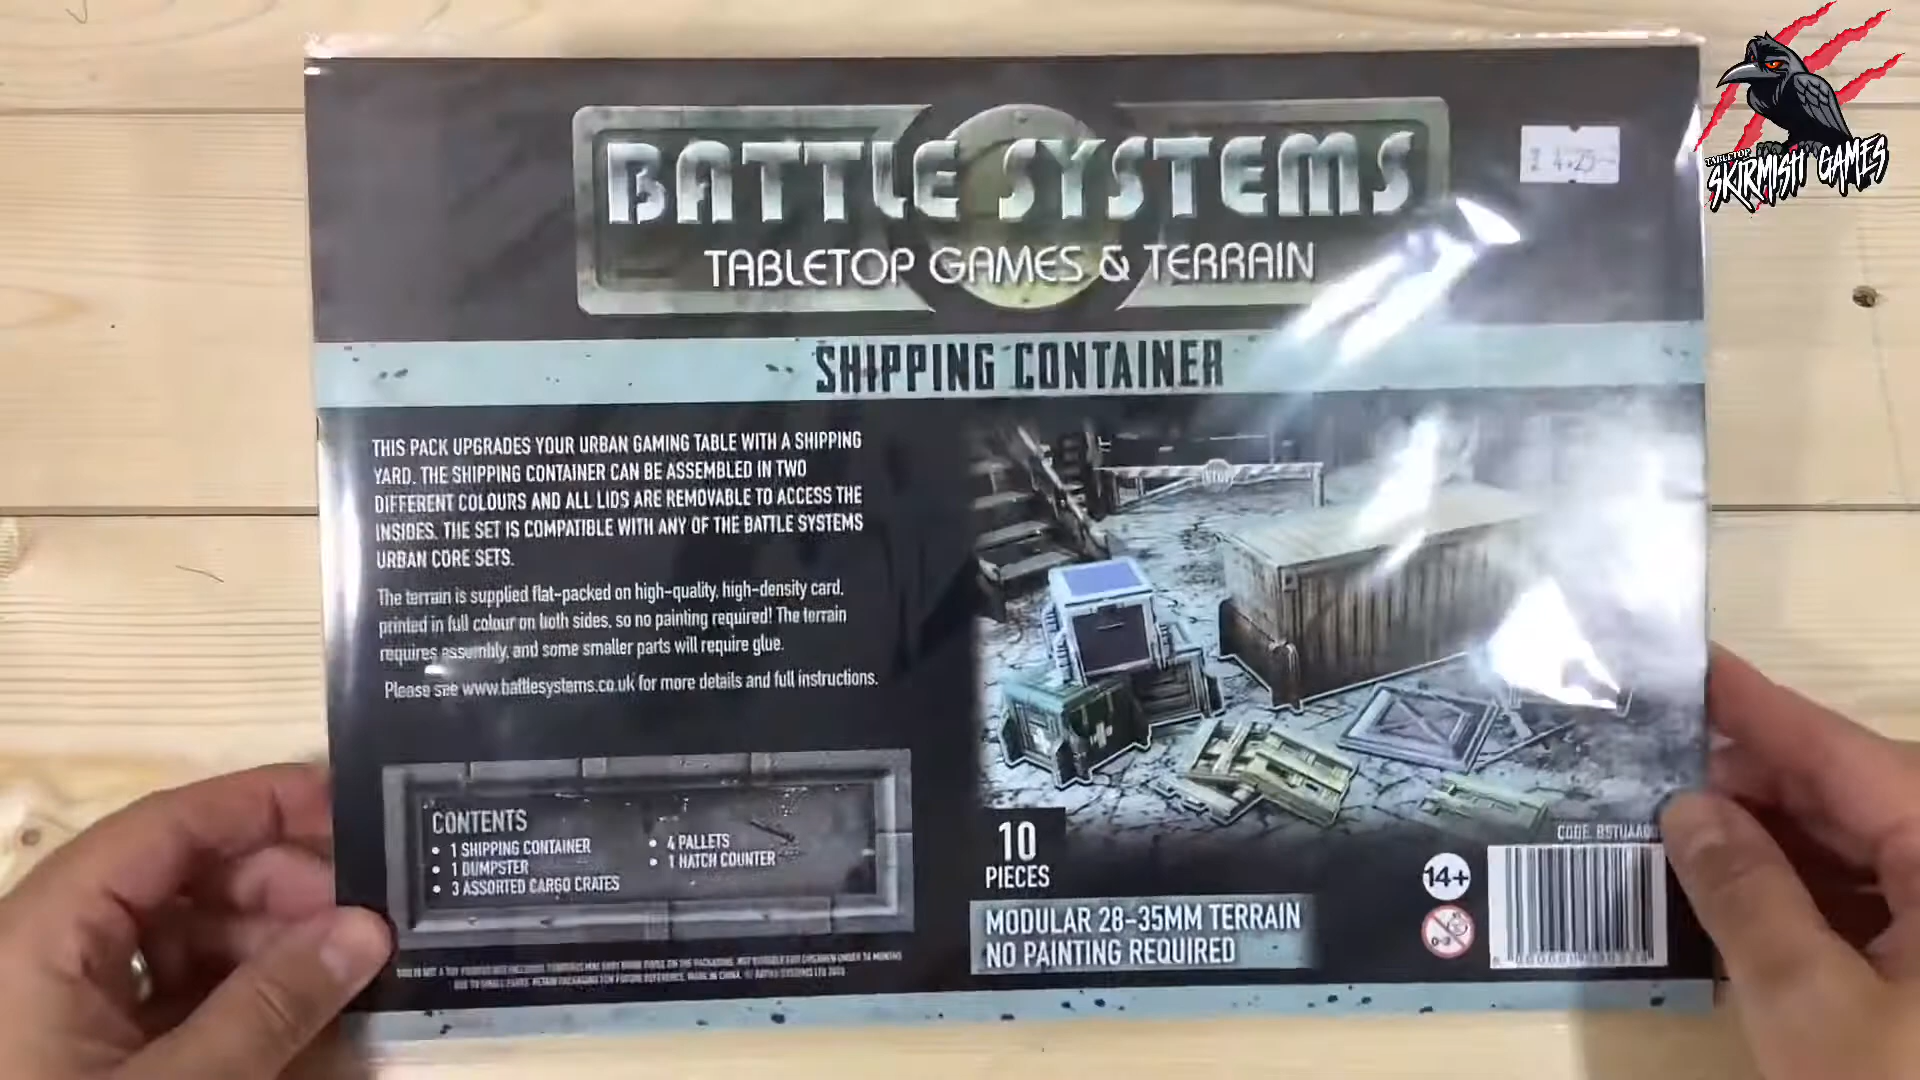 BATTLE SYSTEMS
TABLETOP GAMES & TERRAIN
4.25
TABLETOP
SKIRMISH GAMES
SHIPPING CONTAINER
THIS PACK UPGRADES YOUR URBAN GAMING TABLE WITH A SHIPPING
YARD. THE SHIPPING CONTAINER CAN BE ASSEMBLED IN TWO
DIFFERENT COLOURS AND ALL LIDS ARE REMOVABLE TO ACCESS THE
INSIDES. THE SET IS COMPATIBLE WITH ANY OF THE BATTLE SYSTEMS
URBAN CORE SETS.
The terrain is supplied flat-packed on high-quality, high-density card,
printed in full colour on both sides, so no painting required! The terrain
requires assembly, and some smaller parts will require glue.
Please see www.battlesystems.co.uk for more details and full instructions.
CONTENTS
• 1 SHIPPING CONTAINER
• 1 DUMPSTER
• 3 ASSORTED CARGO CRATES
• 4 PALLETS
• 1 HATCH COUNTER
10
PIECES
MODULAR 28-35MM TERRAIN
NO PAINTING REQUIRED
CODE:
14+
0-3